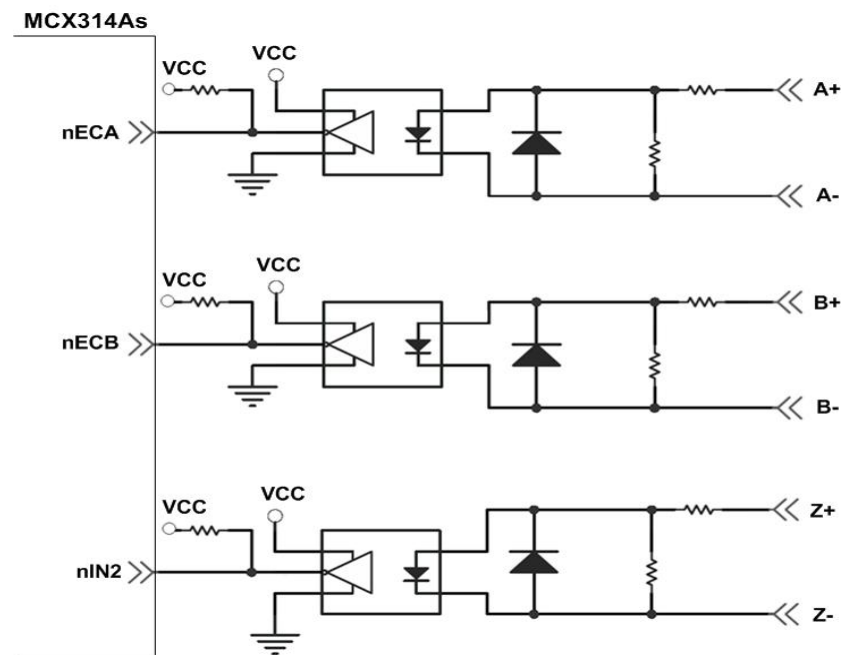 MCX314As
VCC
VCC
A+
nECA
A-
VCC
VCC
B+
nECB
B-
VCC
VCC
Z+
nIN2
Z-